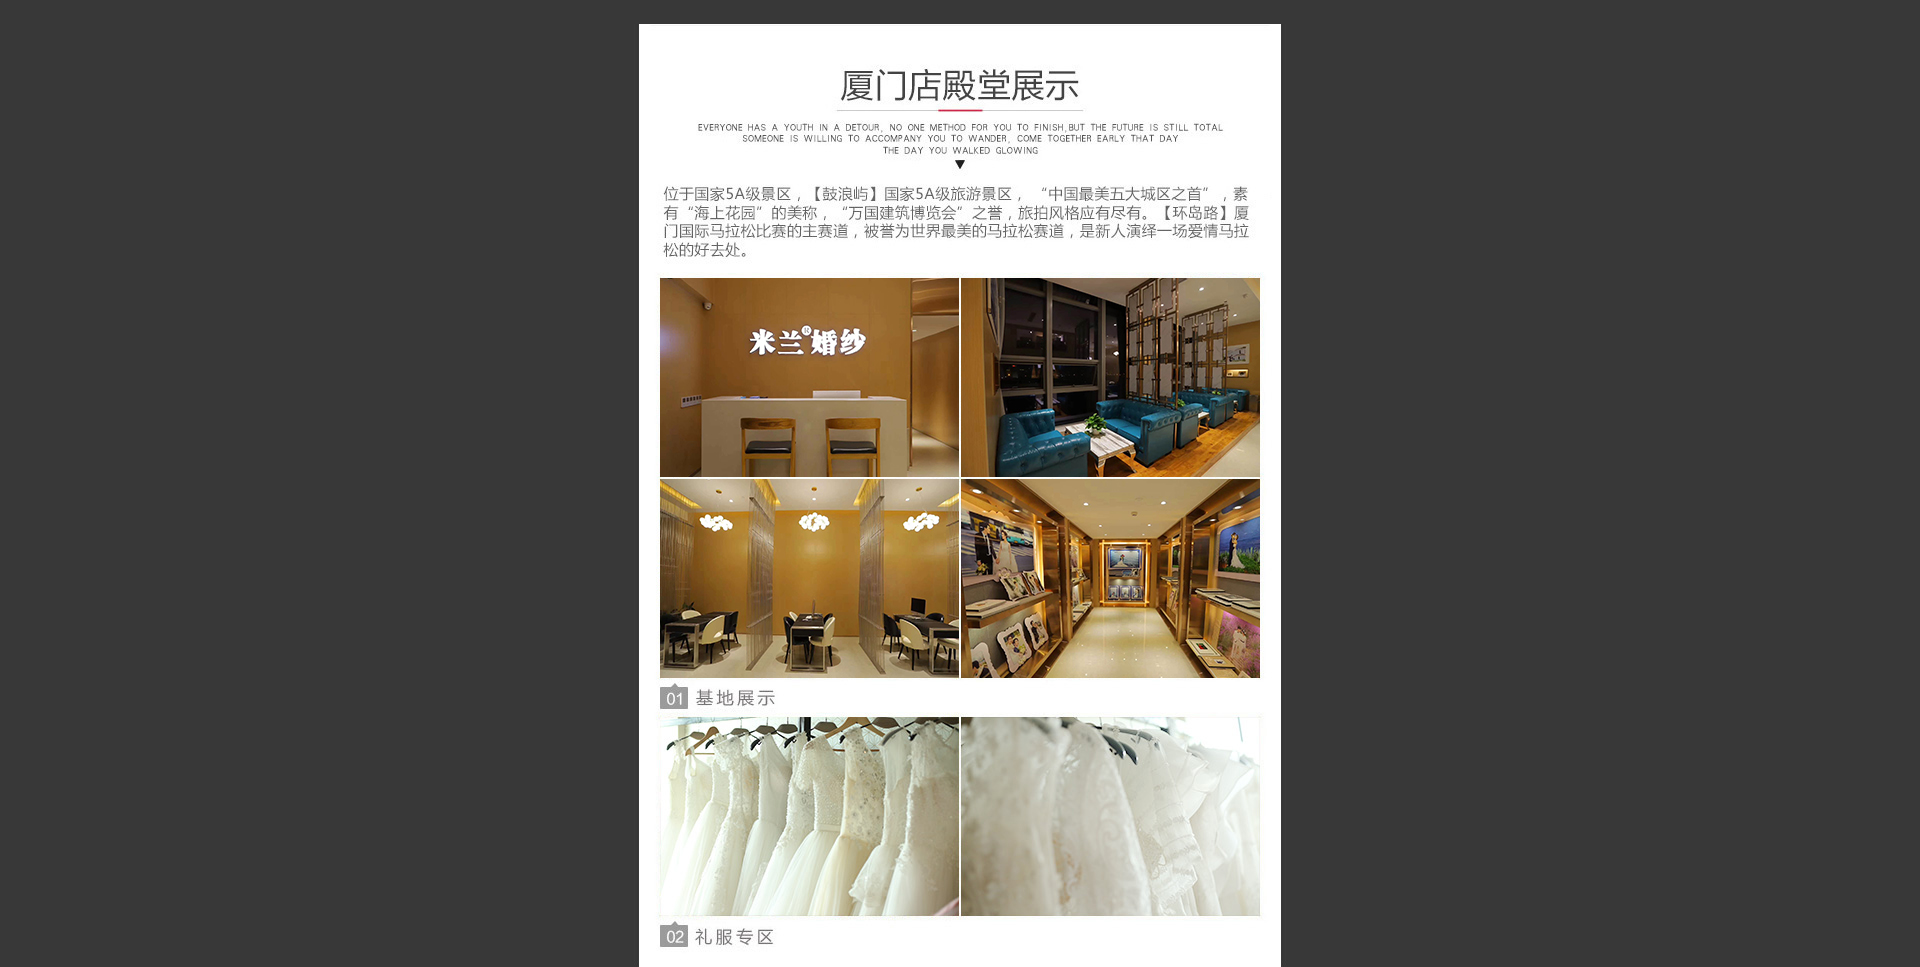 厦门店殿堂展示
EVERYONE HAS A YOUTH IN A DETOUR, NO ONE METHOD FOR YOU TO FINISH,BUT THE FUTURE IS STILL TOTAL
SOMEONE IS WILLING TO ACCOMPANY YOU TO WANDER, COME TOGETHER EARLY THAT DAY
THE DAY YOU WALKED GLOWING
位于国家5A级景区，【鼓浪屿】国家5A级旅游景区，“中国最美五大城区之首”，素
有“海上花园”的美称，“万国建筑博览会”之誉，旅拍风格应有尽有。【环岛路】厦
门国际马拉松比赛的主赛道，被誉为世界最美的马拉松赛道，是新人演绎一场爱情马拉
松的好去处。
米兰®婚纱
01 基地展示
02 礼服专区